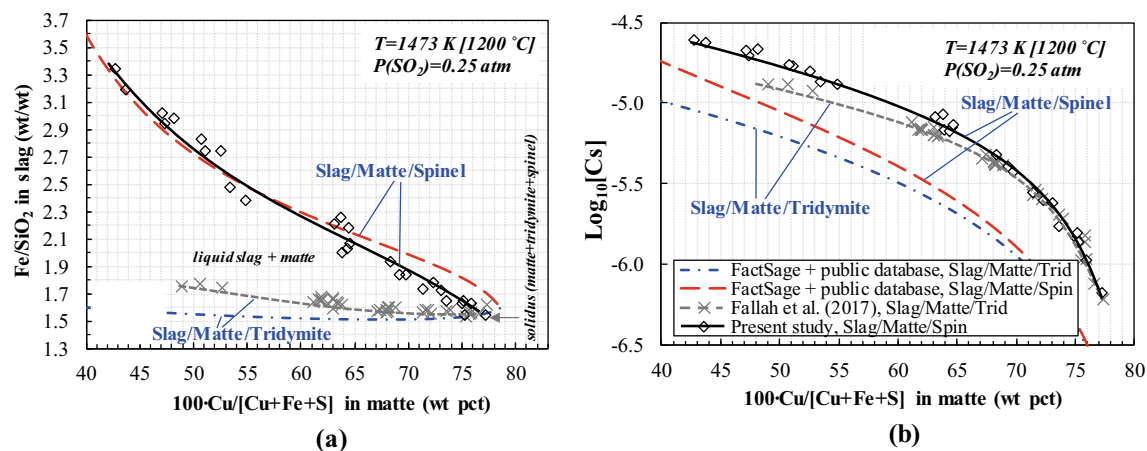 3.7
3.5
3.3
3.1
2.9
2.7
2.5
2.3
2.1
1.9
1.7
1.5
1.3
Fe/SiO₂ in slag (wt/wt)
T=1473 K [1200 ˚C]
P(SO₂)=0.25 atm
Slag/Matte/Spinel
liquid slag + matte
Slag/Matte/Tridymite
solidus (matte+tridymite+spinel)
40 45 50 55 60 65 70 75 80
100·Cu/[Cu+Fe+S] in matte (wt pct)
(a)
-4.5
-5.0
-5.5
-6.0
-6.5
Log₁₀[Cs]
T=1473 K [1200 ˚C]
P(SO₂)=0.25 atm
Slag/Matte/Spinel
Slag/Matte/Tridymite
FactSage + public database, Slag/Matte/Trid
FactSage + public database, Slag/Matte/Spin
Fallah et al. (2017), Slag/Matte/Trid
Present study, Slag/Matte/Spin
40 45 50 55 60 65 70 75 80
100·Cu/[Cu+Fe+S] in matte (wt pct)
(b)